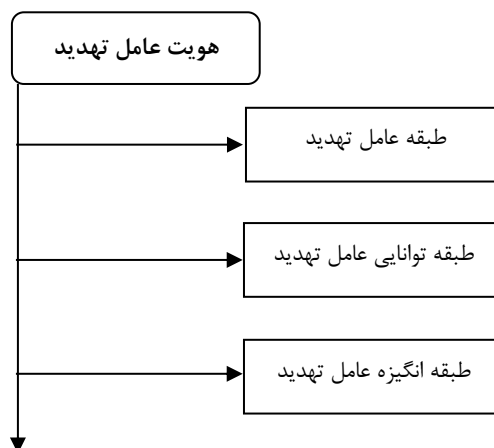 هویت عامل تهدید
طبقه عامل تهدید
طبقه توانایی عامل تهدید
طبقه انگیزه عامل تهدید